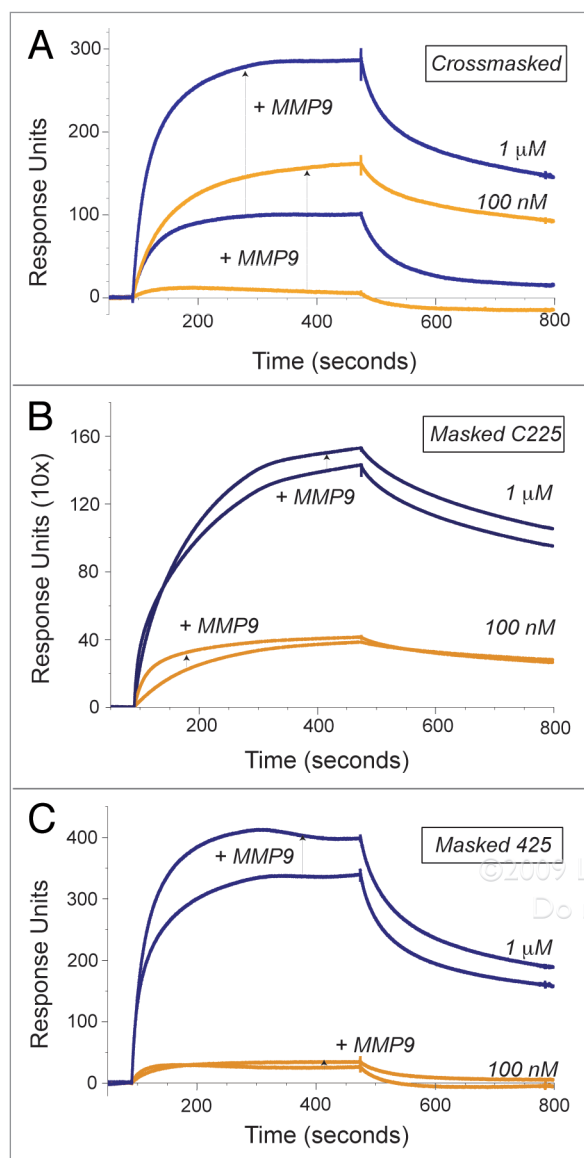 A
Crossmasked
Response Units
300
200
100
0
+ MMP9
+ MMP9
1 μM
100 nM
200
400
600
800
Time (seconds)
B
Masked C225
Response Units (10x)
160
120
80
40
0
+ MMP9
1 μM
+ MMP9
100 nM
200
400
600
800
Time (seconds)
C
Masked 425
Response Units
400
300
200
100
0
+ MMP9
1 μM
+ MMP9
100 nM
200
400
600
800
Time (seconds)
©2009 L
Do